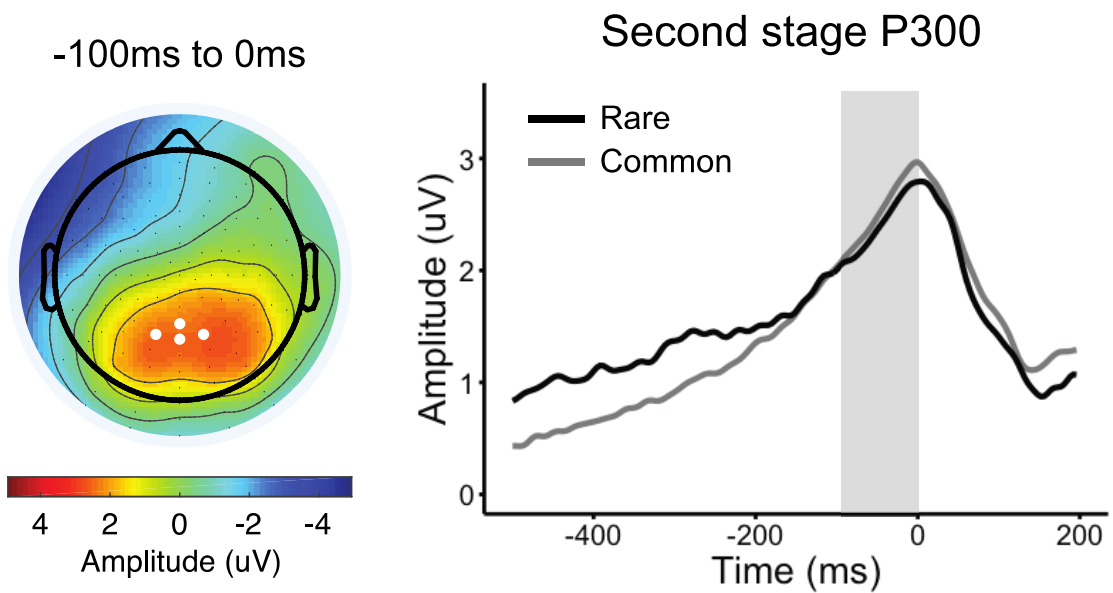 -100ms to 0ms
4 2 0 -2 -4
Amplitude (uV)
Second stage P300
Rare
Common
Amplitude (uV)
3
2
1
0
-400 -200 0 200
Time (ms)